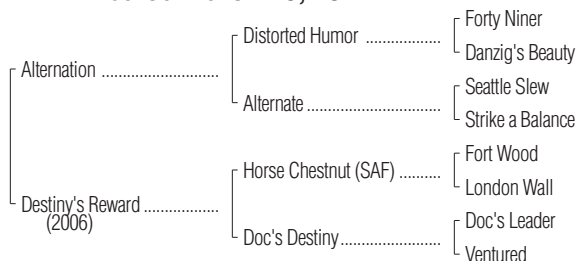 Forty Niner
Distorted Humor ....................
Danzig's Beauty
Alternation ................................
Seattle Slew
Alternate ....................................
Strike a Balance
Fort Wood
Horse Chestnut (SAF) ..........
London Wall
Destiny's Reward ....................
(2006)
Doc's Leader
Doc's Destiny...........................
Ventured